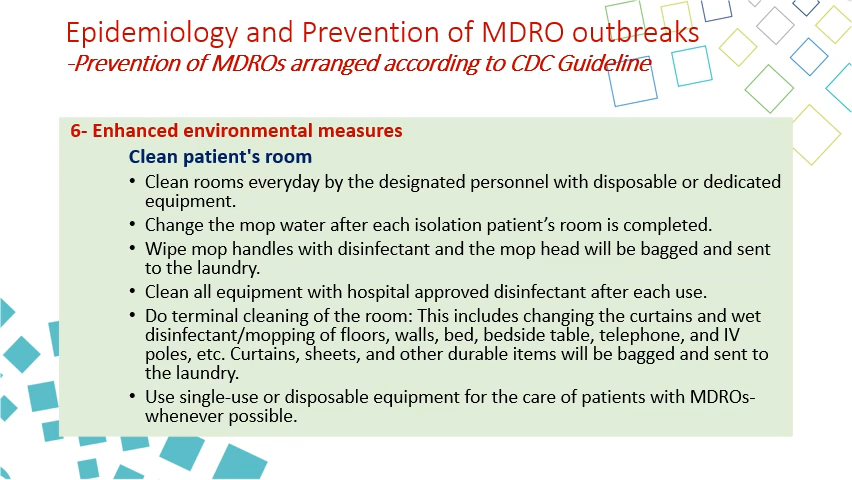 Epidemiology and Prevention of MDRO outbreaks
-Prevention of MDROs arranged according to CDC Guideline
6- Enhanced environmental measures
Clean patient's room
• Clean rooms everyday by the designated personnel with disposable or dedicated
equipment.
• Change the mop water after each isolation patient’s room is completed.
• Wipe mop handles with disinfectant and the mop head will be bagged and sent
to the laundry.
• Clean all equipment with hospital approved disinfectant after each use.
• Do terminal cleaning of the room: This includes changing the curtains and wet
disinfectant/mopping of floors, walls, bed, bedside table, telephone, and IV
poles, etc. Curtains, sheets, and other durable items will be bagged and sent to
the laundry.
• Use single-use or disposable equipment for the care of patients with MDROs-
whenever possible.